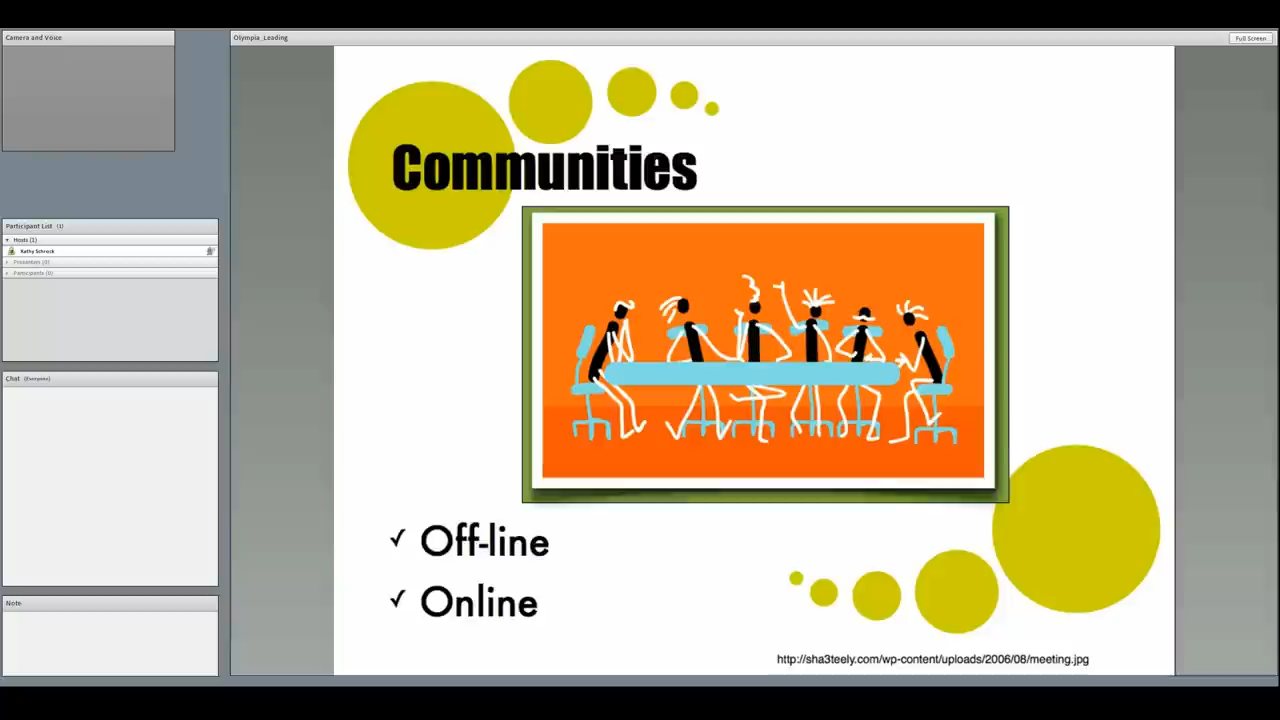 Camera and Voice
Olympia_Leading
Full Screen
Communities
Participant List (1)
Hosts (1)
Kathy Schrock
Presenters (0)
Participants (0)
Chat (Everyone)
Off-line
Online
Note
http://sha3teely.com/wp-content/uploads/2006/08/meeting.jpg